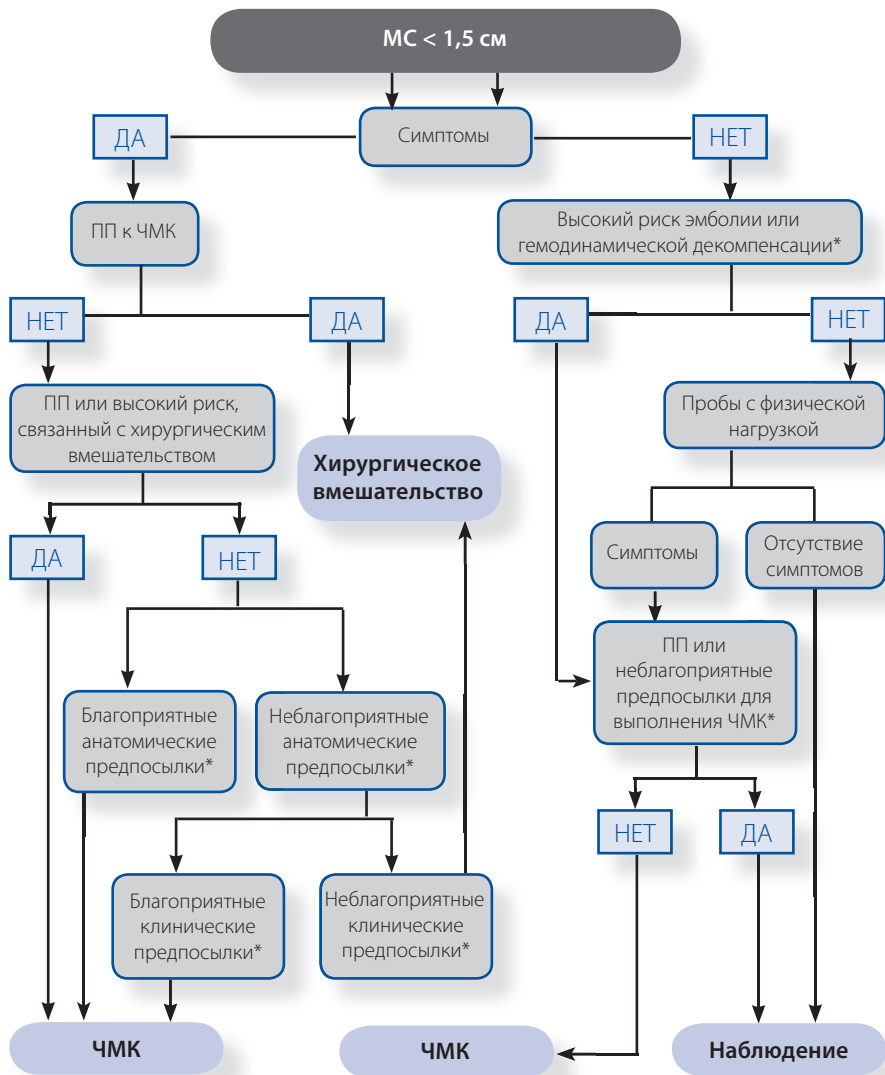 МС < 1,5 см
Симптомы
ДА
НЕТ
ПП к ЧМК
Высокий риск эмболии или
гемодинамической декомпенсации*
НЕТ
ДА
ДА
НЕТ
ПП или высокий риск,
связанный с хирургическим
вмешательством
Хирургическое
вмешательство
Пробы с физической
нагрузкой
ДА
НЕТ
Симптомы
Отсутствие
симптомов
Благоприятные
анатомические
предпосылки*
Неблагоприятные
анатомические
предпосылки*
ПП или
неблагоприятные
предпосылки для
выполнения ЧМК*
НЕТ
ДА
Благоприятные
клинические
предпосылки*
Неблагоприятные
клинические
предпосылки*
ЧМК
ЧМК
Наблюдение